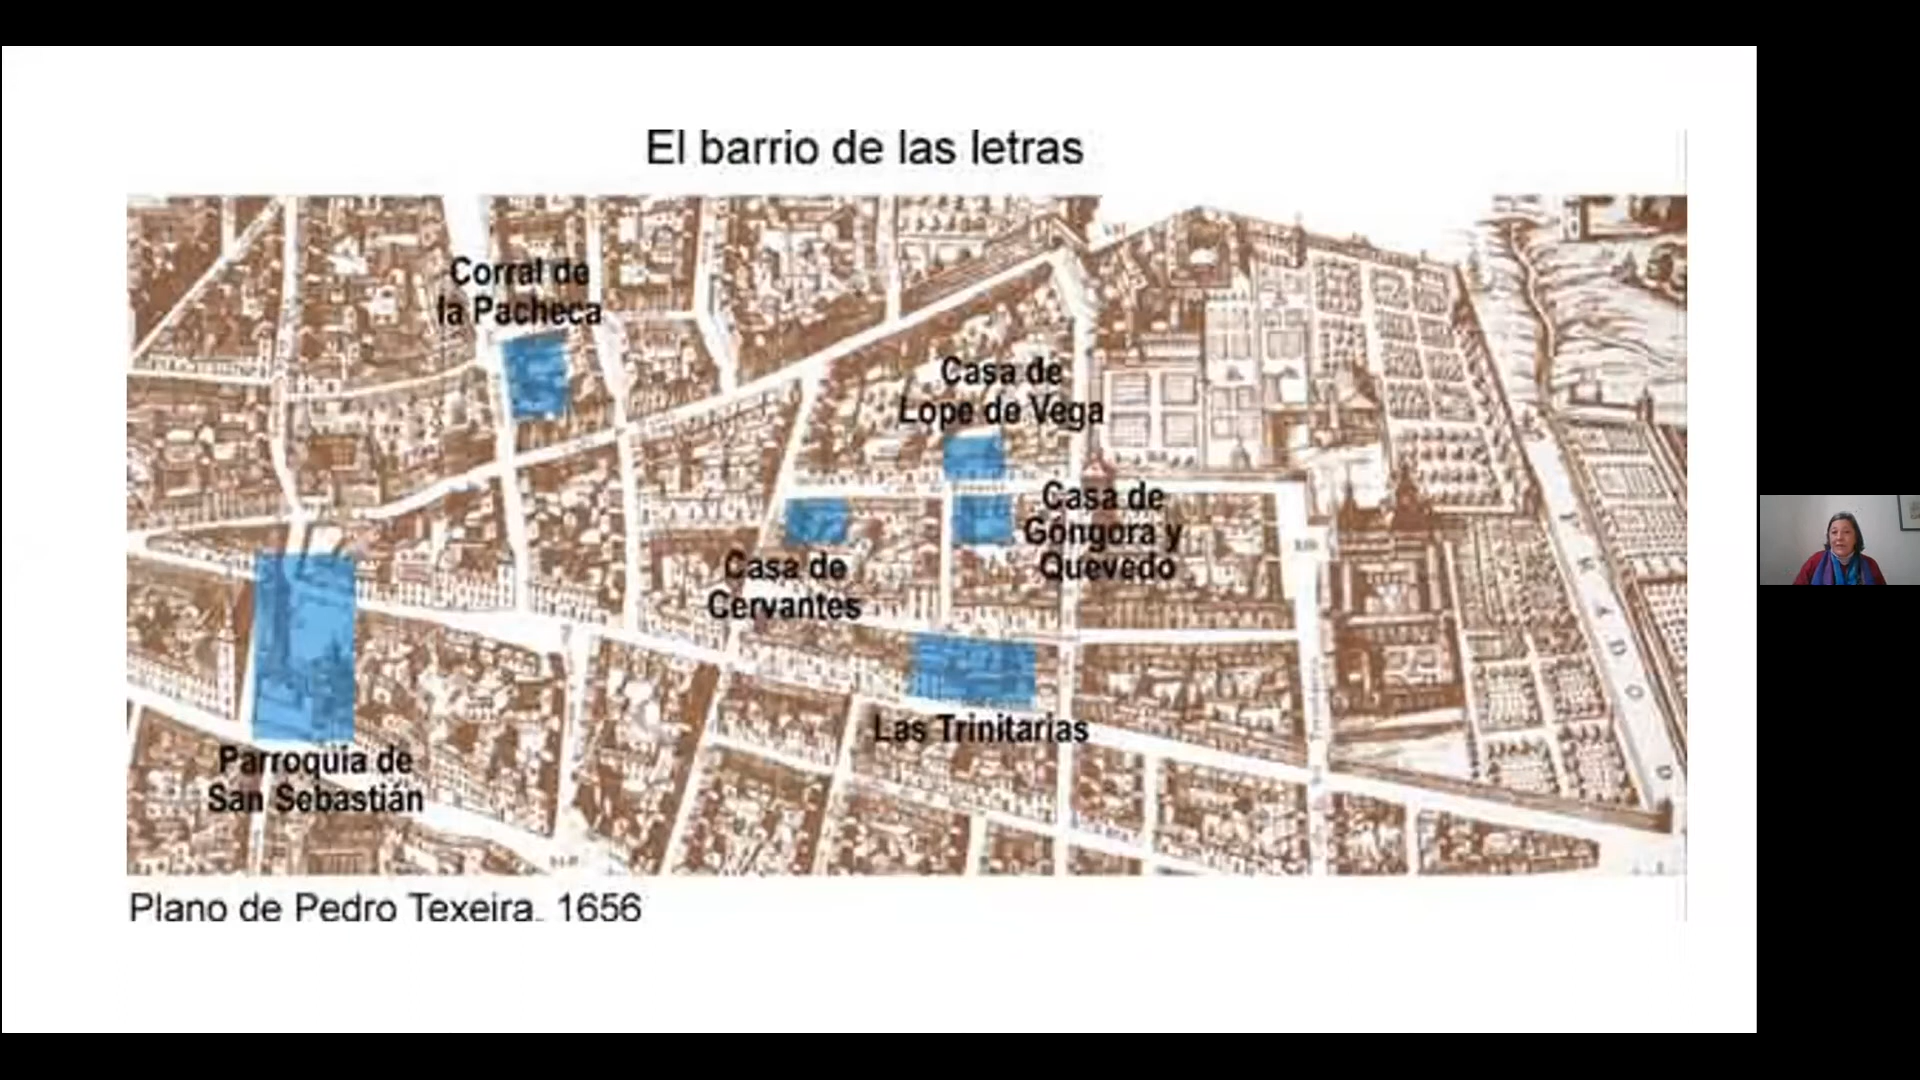 El barrio de las letras
Corral de
la Pacheca
Casa de
Lope de Vega
Casa de
Góngora y
Quevedo
Casa de
Cervantes
Las Trinitarias
Parroquia de
San Sebastián
Plano de Pedro Texeira. 1656